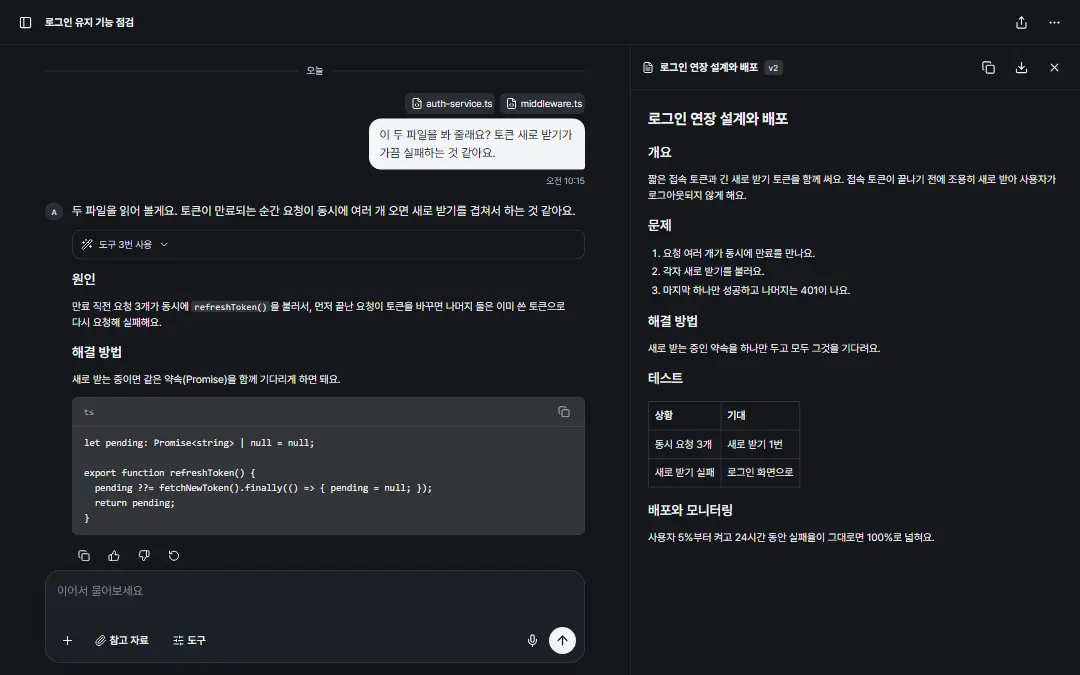 로그인 유지 기능 점검
오늘
auth-service.ts
middleware.ts
이 두 파일을 봐 줄래요? 토큰 새로 받기가
가끔 실패하는 것 같아요.
오전 10:15
A
두 파일을 읽어 볼게요. 토큰이 만료되는 순간 요청이 동시에 여러 개 오면 새로 받기를 겹쳐서 하는 것 같아요.
도구 3번 사용
원인
만료 직전 요청 3개가 동시에 refreshToken()을 불러서, 먼저 끝난 요청이 토큰을 바꾸면 나머지 둘은 이미 쓴 토큰으로
다시 요청해 실패해요.
해결 방법
새로 받는 중이면 같은 약속(Promise)을 함께 기다리게 하면 돼요.
ts
let pending: Promise<string> | null = null;
export function refreshToken() {
pending ??= fetchNewToken().finally(() => { pending = null; });
return pending;
}
이어서 물어보세요
참고 자료
도구
로그인 연장 설계와 배포
v2
로그인 연장 설계와 배포
개요
짧은 접속 토큰과 긴 새로 받기 토큰을 함께 써요. 접속 토큰이 끝나기 전에 조용히 새로 받아 사용자가
로그아웃되지 않게 해요.
문제
1. 요청 여러 개가 동시에 만료를 만나요.
2. 각자 새로 받기를 불러요.
3. 마지막 하나만 성공하고 나머지는 401이 나요.
해결 방법
새로 받는 중인 약속을 하나만 두고 모두 그것을 기다려요.
테스트
상황 기대
동시 요청 3개 새로 받기 1번
새로 받기 실패 로그인 화면으로
배포와 모니터링
사용자 5%부터 켜고 24시간 동안 실패율이 그대로면 100%로 넓혀요.